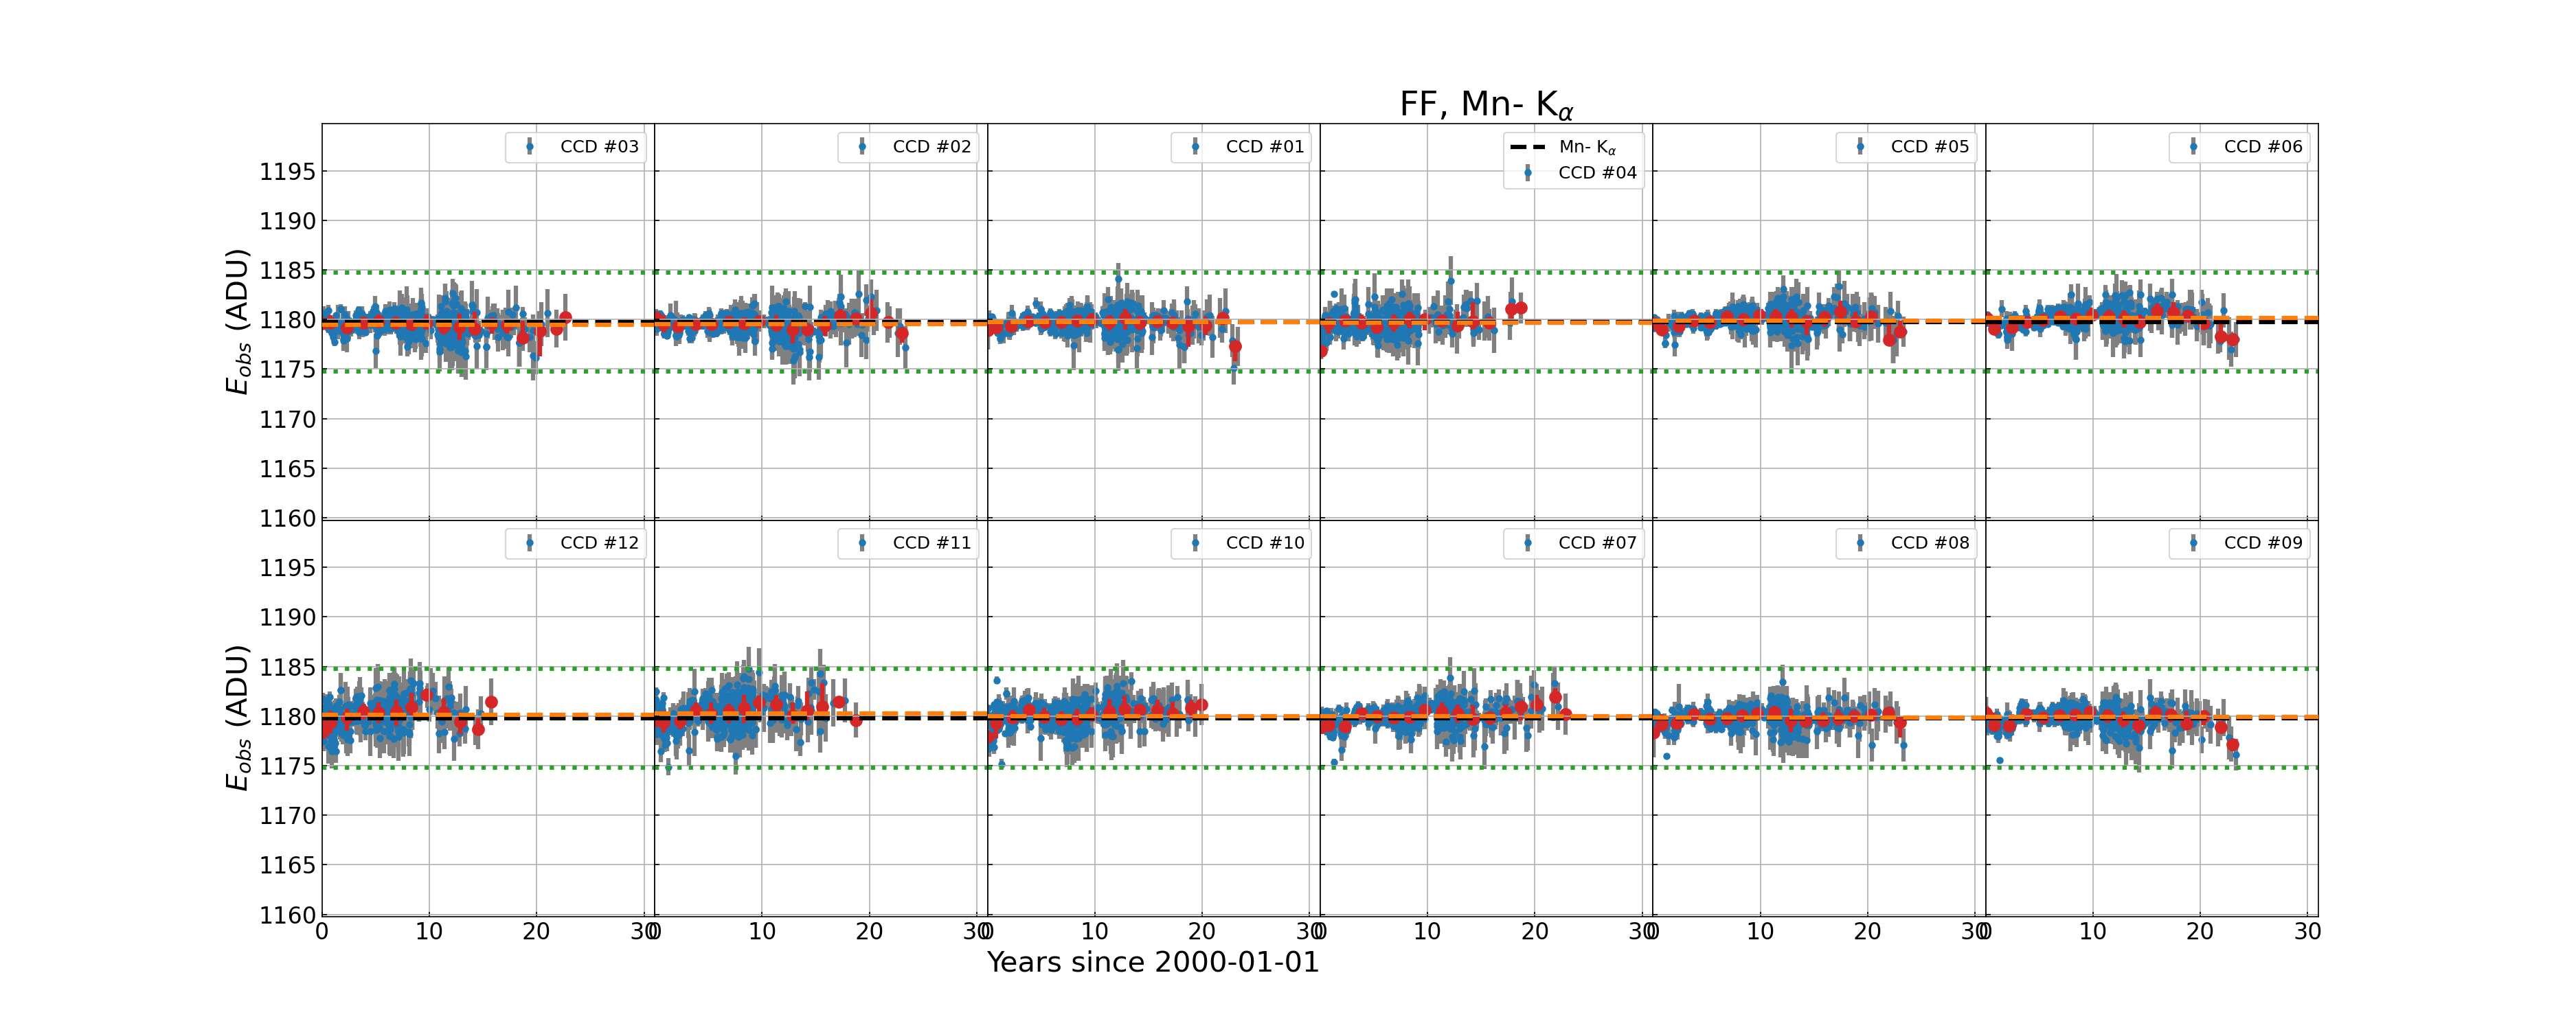 FF, Mn- Kα
CCD #03
CCD #02
CCD #01
Mn- Kα
CCD #04
CCD #05
CCD #06
1195
1190
1185
1180
1175
1170
1165
1160
E_obs (ADU)
CCD #12
CCD #11
CCD #10
CCD #07
CCD #08
CCD #09
1195
1190
1185
1180
1175
1170
1165
1160
E_obs (ADU)
0 10 20 30 0 10 20 30 0 10 20 30 0 10 20 30 0 10 20 30 0 10 20 30
Years since 2000-01-01